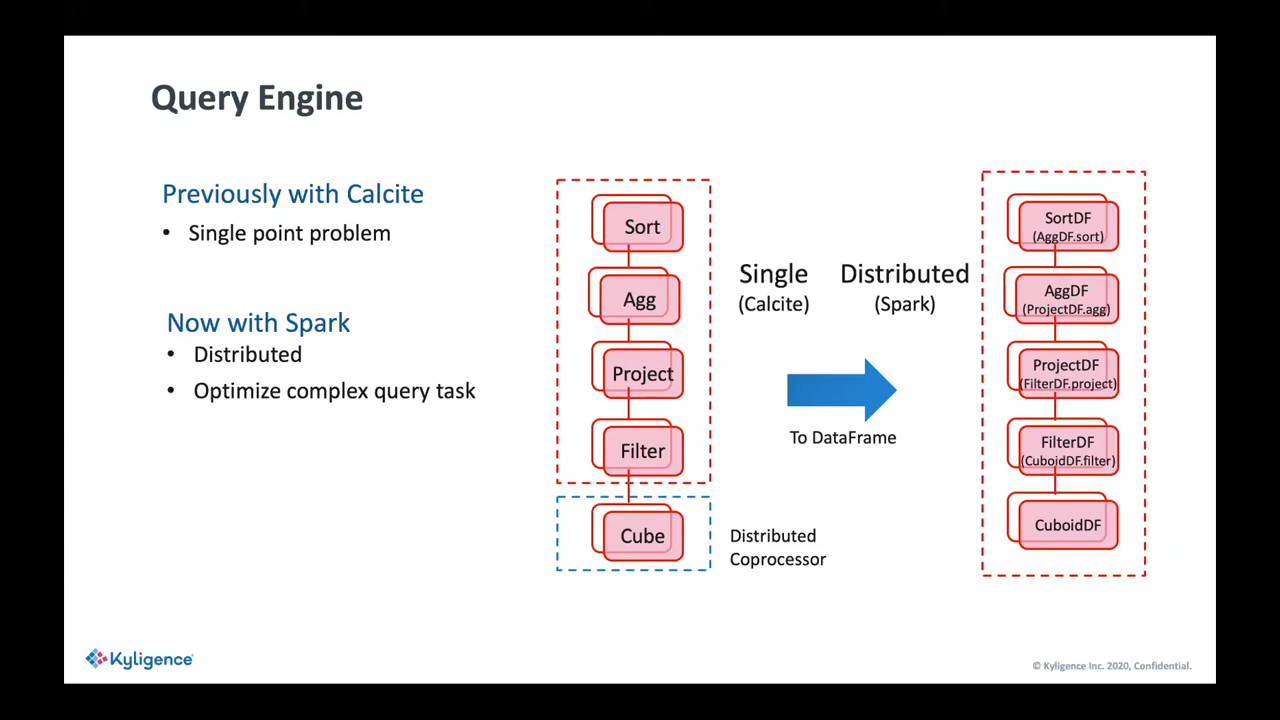 Query Engine
Previously with Calcite
• Single point problem
Now with Spark
• Distributed
• Optimize complex query task
Sort
Agg
Project
Filter
Cube
Distributed
Coprocessor
Single
(Calcite)
Distributed
(Spark)
To DataFrame
SortDF
(AggDF.sort)
AggDF
(ProjectDF.agg)
ProjectDF
(FilterDF.project)
FilterDF
(CuboidDF.filter)
CuboidDF
Kyligence
© Kyligence Inc. 2020, Confidential.